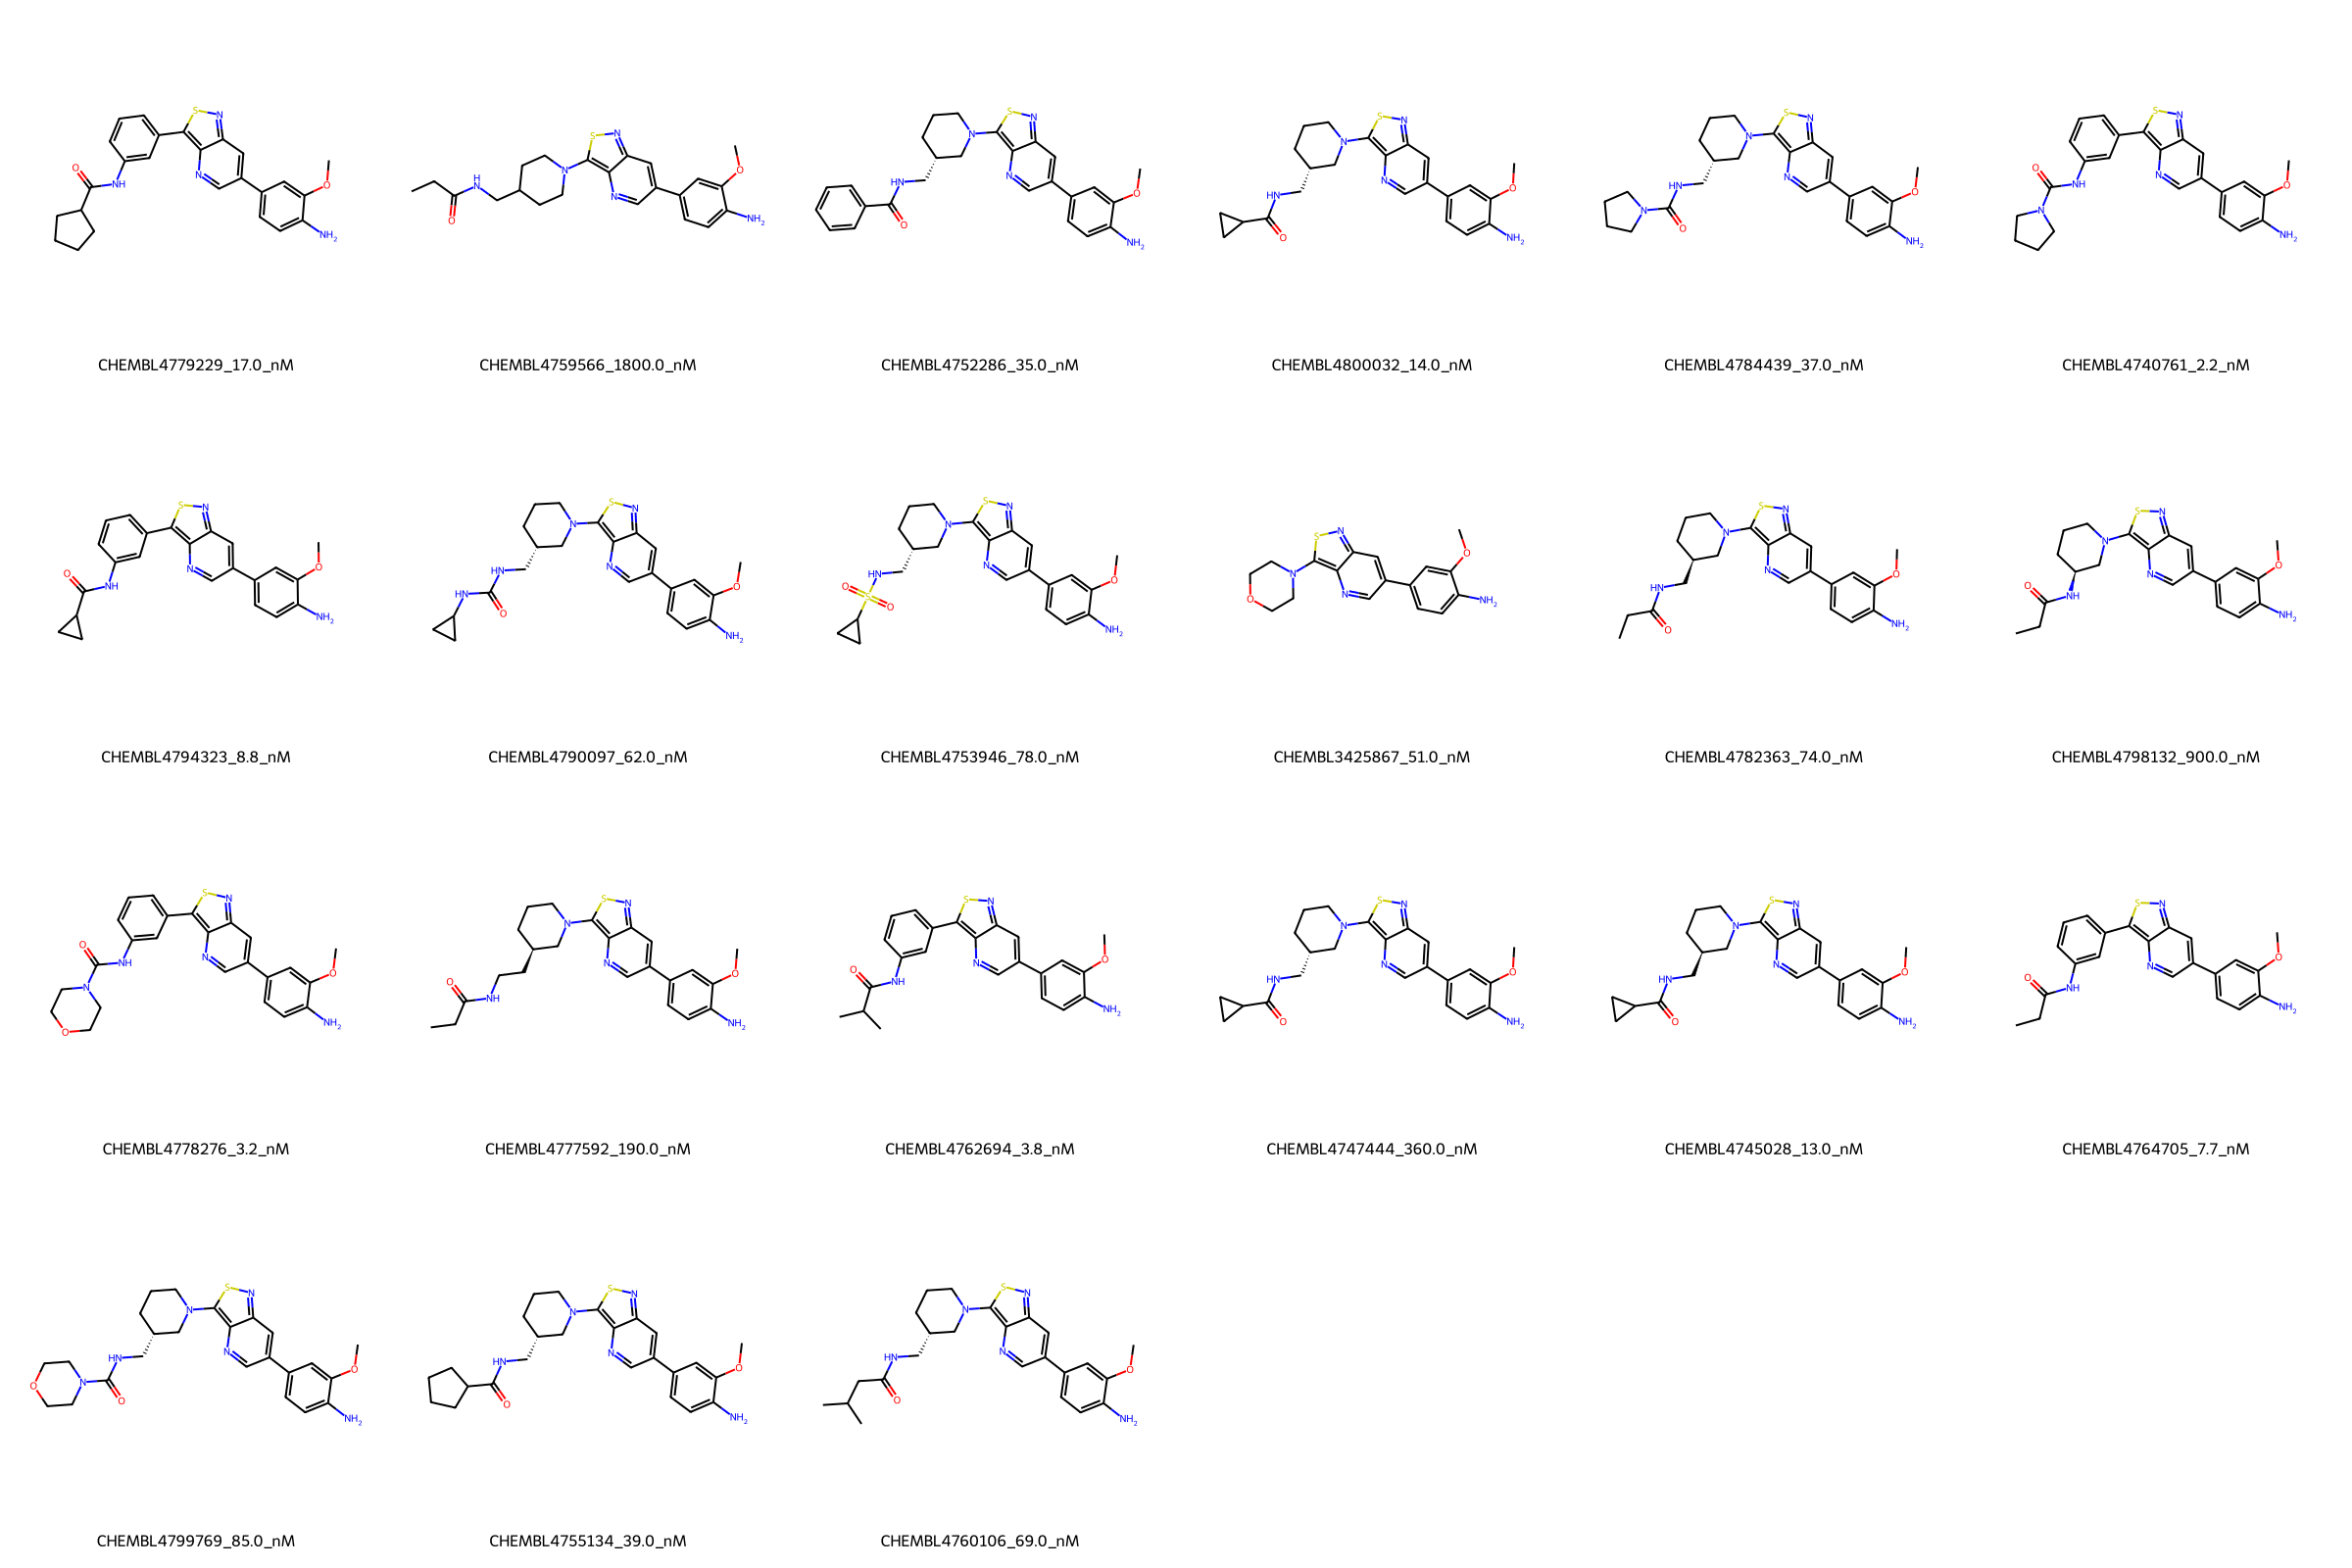 CHEMBL4779229_17.0_nM
CHEMBL4759566_1800.0_nM
CHEMBL4752286_35.0_nM
CHEMBL4800032_14.0_nM
CHEMBL4784439_37.0_nM
CHEMBL4740761_2.2_nM
CHEMBL4794323_8.8_nM
CHEMBL4790097_62.0_nM
CHEMBL4753946_78.0_nM
CHEMBL3425867_51.0_nM
CHEMBL4782363_74.0_nM
CHEMBL4798132_900.0_nM
CHEMBL4778276_3.2_nM
CHEMBL4777592_190.0_nM
CHEMBL4762694_3.8_nM
CHEMBL4747444_360.0_nM
CHEMBL4745028_13.0_nM
CHEMBL4764705_7.7_nM
CHEMBL4799769_85.0_nM
CHEMBL4755134_39.0_nM
CHEMBL4760106_69.0_nM